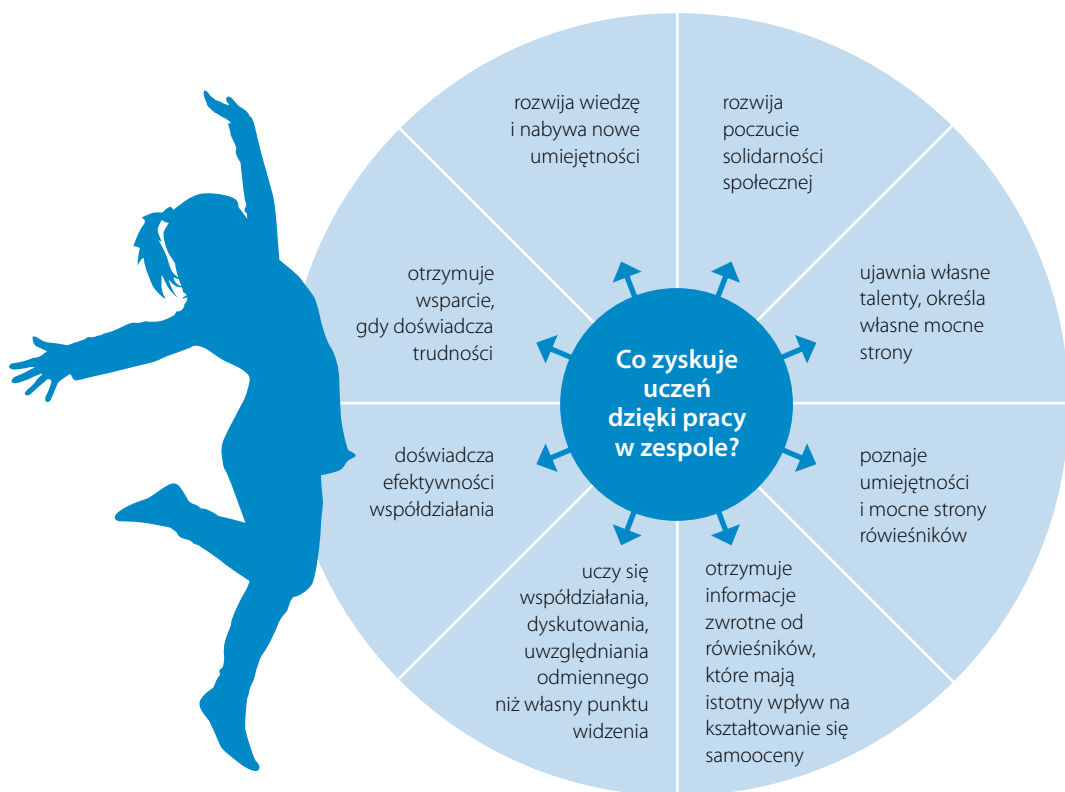 rozwija wiedzę
i nabywa nowe
umiejętności
rozwija
poczucie
solidarności
społecznej
otrzymuje
wsparcie,
gdy doświadcza
trudności
ujawnia własne
talenty, określa
własne mocne
strony
Co zyskuje
uczeń
dzięki pracy
w zespole?
doświadcza
efektywności
współdziałania
poznaje
umiejętności
i mocne strony
rówieśników
uczy się
współdziałania,
dyskutowania,
uwzględniania
odmiennego
niż własny punktu
widzenia
otrzymuje
informacje
zwrotne od
rówieśników,
które mają
istotny wpływ na
kształtowanie się
samooceny